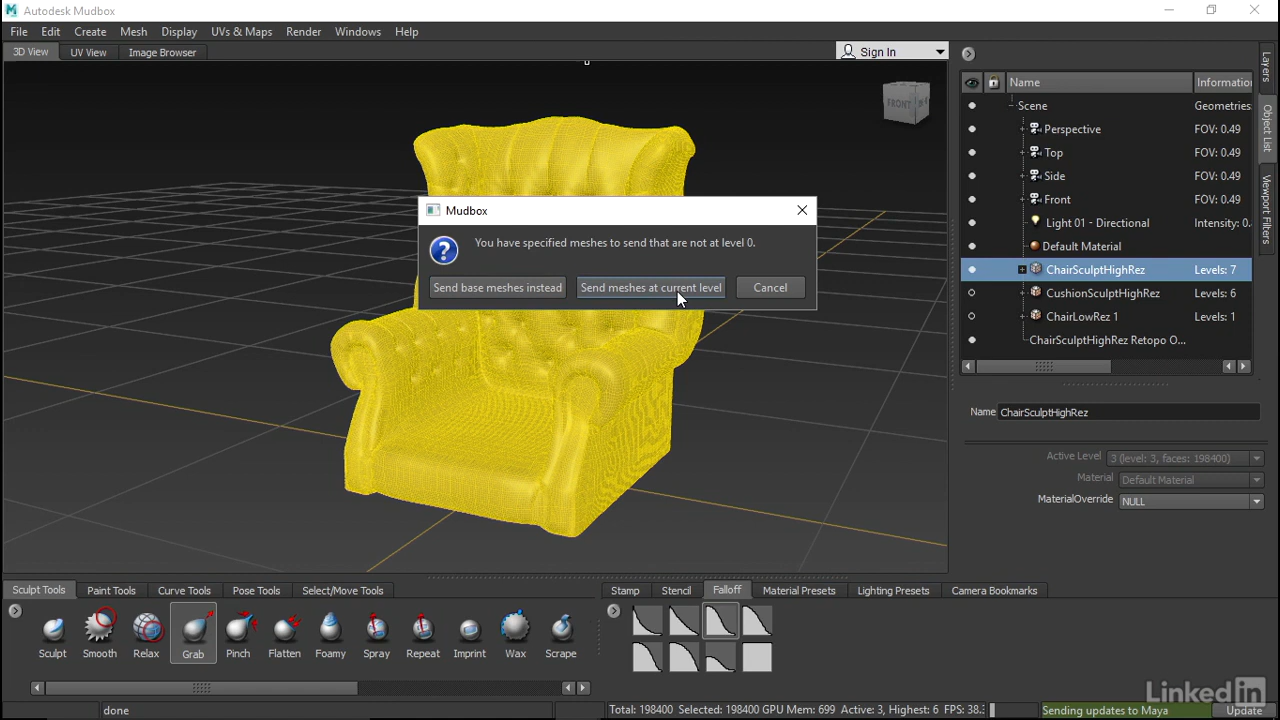 Autodesk Mudbox
File Edit Create Mesh Display UVs & Maps Render Windows Help
3D View UV View Image Browser
Sign In
FRONT
Mudbox
You have specified meshes to send that are not at level 0.
Send base meshes instead Send meshes at current level Cancel
Name Informatio
Scene Geometries
Perspective FOV: 0.49
Top FOV: 0.49
Side FOV: 0.49
Front FOV: 0.49
Light 01 - Directional Intensity: 0.
Default Material
ChairSculptHighRez Levels: 7
CushionSculptHighRez Levels: 6
ChairLowRez 1 Levels: 1
ChairSculptHighRez Retopo O...
Layers
Object List
Viewport Filters
Name ChairSculptHighRez
Active Level 3 (level: 3, faces: 198400)
Material Default Material
MaterialOverride NULL
Sculpt Tools Paint Tools Curve Tools Pose Tools Select/Move Tools
Stamp Stencil Falloff Material Presets Lighting Presets Camera Bookmarks
Sculpt Smooth Relax Grab Pinch Flatten Foamy Spray Repeat Imprint Wax Scrape
LinkedIn
done
Total: 198400 Selected: 198400 GPU Mem: 699 Active: 3, Highest: 6 FPS: 38.
Sending updates to Maya Update